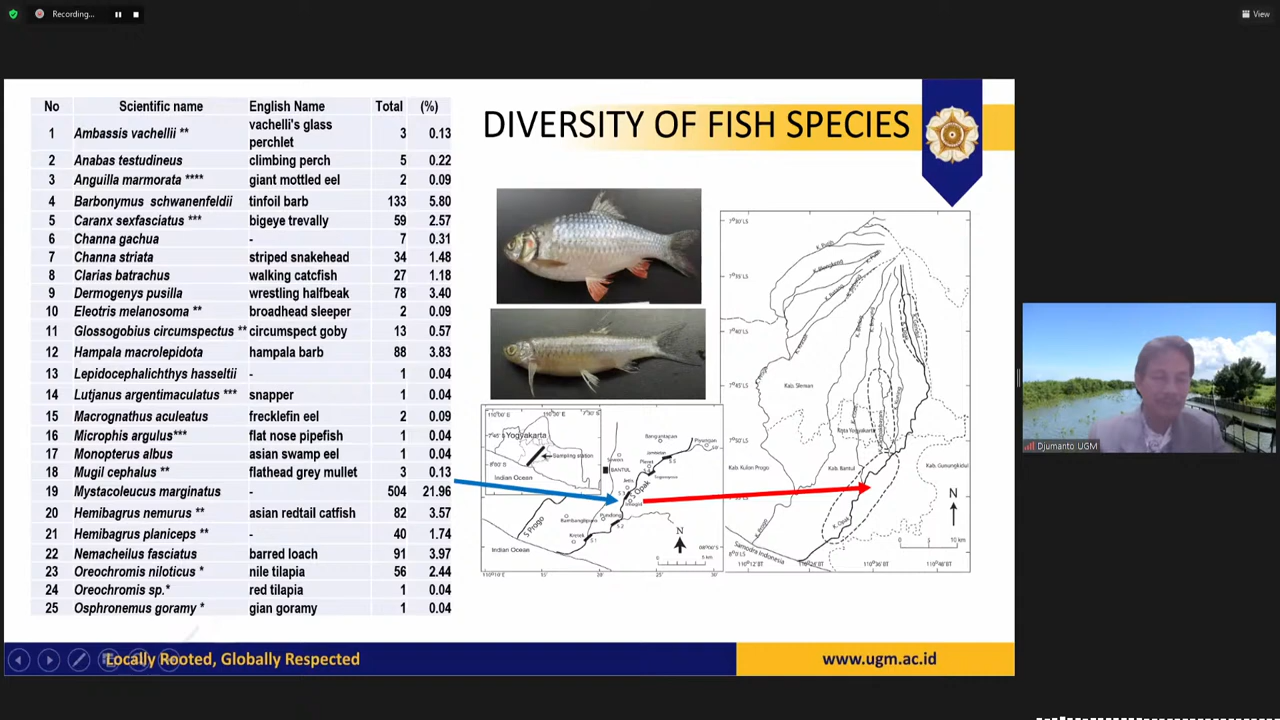 Recording...
View
No Scientific name English Name Total (%)
1 Ambassis vachellii ** vachelli's glass perchlet 3 0.13
2 Anabas testudineus climbing perch 5 0.22
3 Anguilla marmorata **** giant mottled eel 2 0.09
4 Barbonymus schwanenfeldii tinfoil barb 133 5.80
5 Caranx sexfasciatus *** bigeye trevally 59 2.57
6 Channa gachua - 7 0.31
7 Channa striata striped snakehead 34 1.48
8 Clarias batrachus walking catfish 27 1.18
9 Dermogenys pusilla wrestling halfbeak 78 3.40
10 Eleotris melanosoma ** broadhead sleeper 2 0.09
11 Glossogobius circumspectus ** circumspect goby 13 0.57
12 Hampala macrolepidota hampala barb 88 3.83
13 Lepidocephalichthys hasseltii - 1 0.04
14 Lutjanus argentimaculatus *** snapper 1 0.04
15 Macrognathus aculeatus frecklefin eel 2 0.09
16 Microphis argulus*** flat nose pipefish 1 0.04
17 Monopterus albus asian swamp eel 1 0.04
18 Mugil cephalus ** flathead grey mullet 3 0.13
19 Mystacoleucus marginatus - 504 21.96
20 Hemibagrus nemurus ** asian redtail catfish 82 3.57
21 Hemibagrus planiceps ** - 40 1.74
22 Nemacheilus fasciatus barred loach 91 3.97
23 Oreochromis niloticus * nile tilapia 56 2.44
24 Oreochromis sp.* red tilapia 1 0.04
25 Osphronemus goramy * gian goramy 1 0.04
DIVERSITY OF FISH SPECIES
Yogyakarta
Sampling station
Indian Ocean
BANTUL
S Opak
S Progo
Indian Ocean
N
Kab. Sleman
Kota Yogyakarta
Kab. Kulon Progo
Kab. Bantul
Kab. Gunungkidul
K. Progo
K. Opak
Samodra Indonesia
N
10 km
Djumanto UGM
Locally Rooted, Globally Respected
www.ugm.ac.id